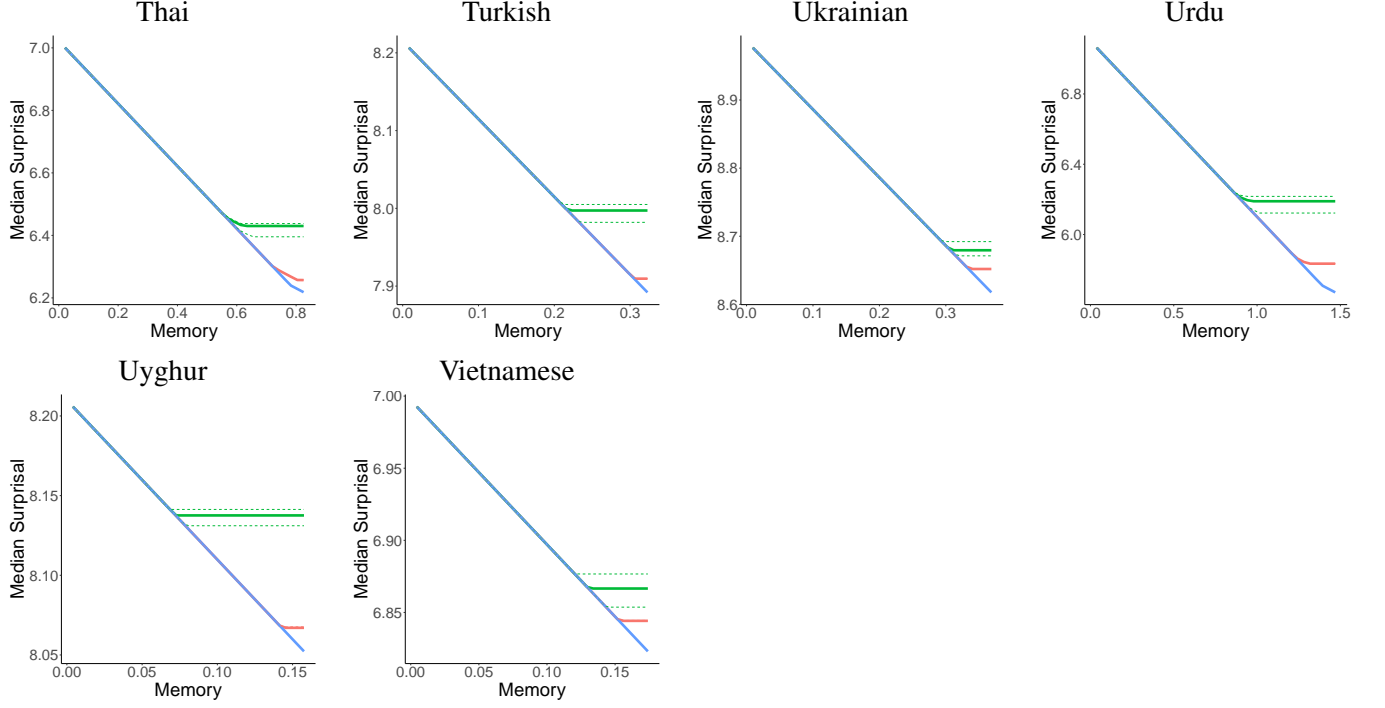 Thai
Turkish
Ukrainian
Urdu
Median Surprisal
7.0
6.8
6.6
6.4
6.2
0.0 0.2 0.4 0.6 0.8
Memory
Median Surprisal
8.2
8.1
8.0
7.9
0.0 0.1 0.2 0.3
Memory
Median Surprisal
8.9
8.8
8.7
8.6
0.0 0.1 0.2 0.3
Memory
Median Surprisal
6.8
6.4
6.0
0.0 0.5 1.0 1.5
Memory
Uyghur
Vietnamese
Median Surprisal
8.20
8.15
8.10
8.05
0.00 0.05 0.10 0.15
Memory
Median Surprisal
7.00
6.95
6.90
6.85
0.00 0.05 0.10 0.15
Memory